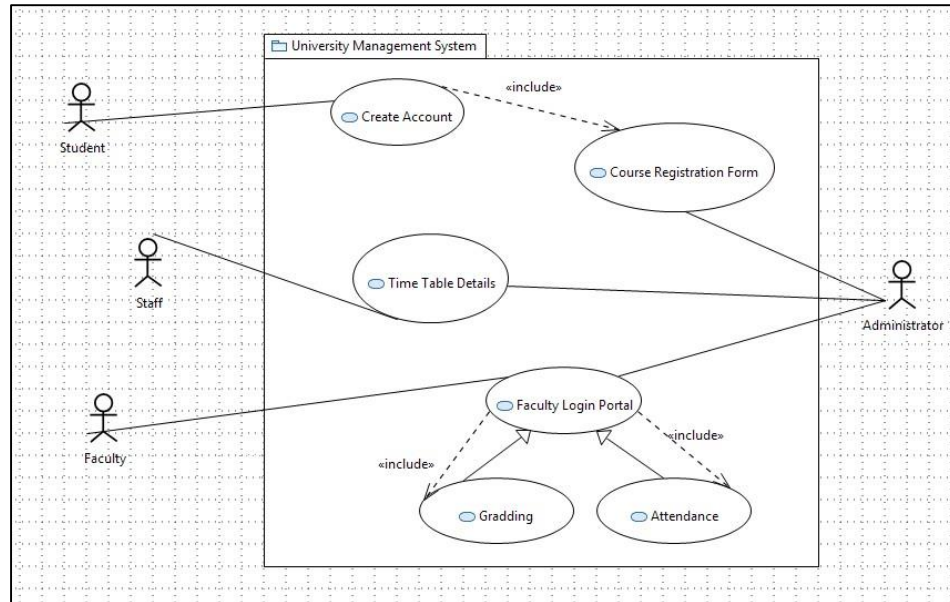 University Management System
«include»
Create Account
Student
Course Registration Form
Time Table Details
Staff
Administrator
Faculty Login Portal
«include»
Faculty
«include»
Gradding
Attendance